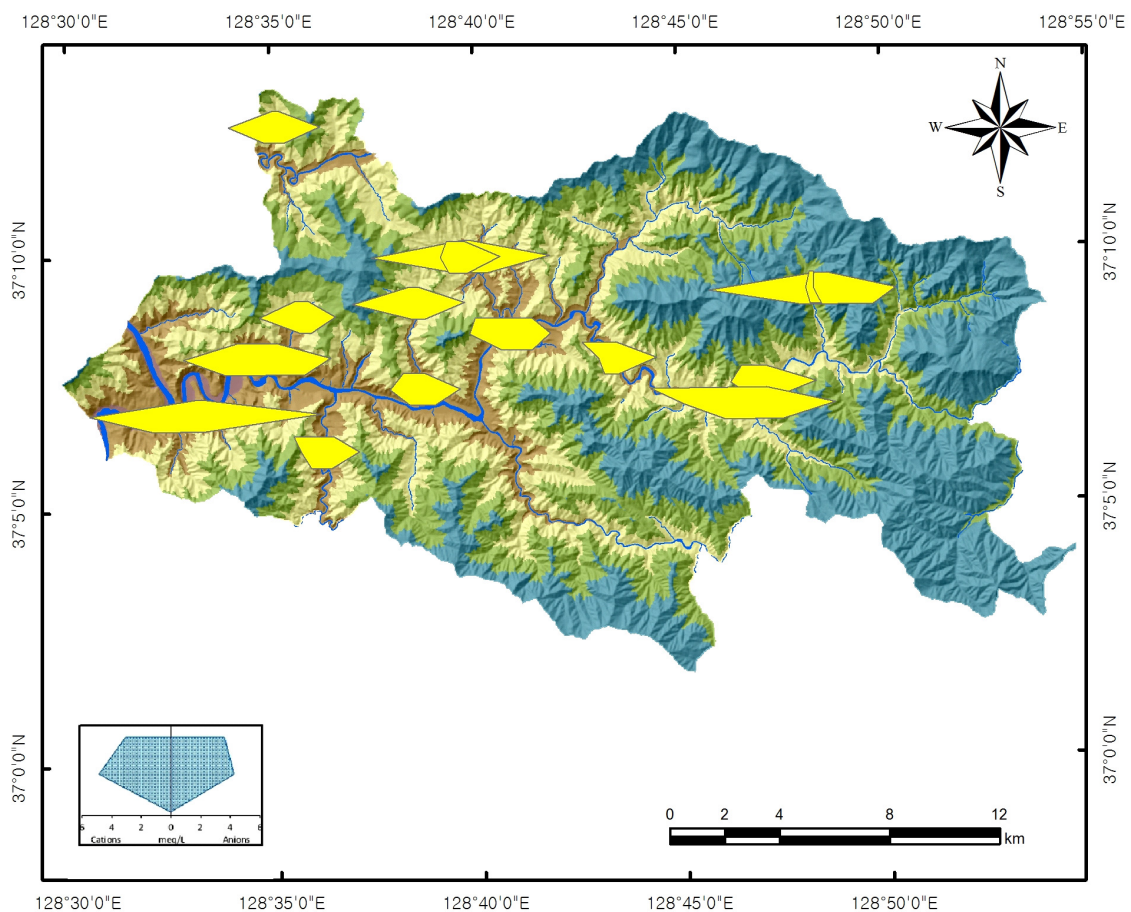 128°30'0"E 128°35'0"E 128°40'0"E 128°45'0"E 128°50'0"E 128°55'0"E
N
W E
S
37°10'0"N 37°10'0"N
37°5'0"N 37°5'0"N
37°0'0"N 37°0'0"N
6 4 2 0 2 4 6
Cations meq/L Anions
0 2 4 8 12
km
128°30'0"E 128°35'0"E 128°40'0"E 128°45'0"E 128°50'0"E